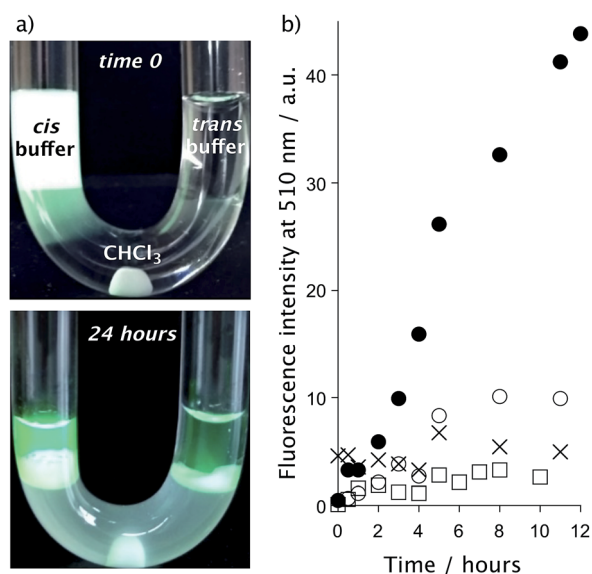 a)
time 0
cis
buffer
trans
buffer
CHCl3
24 hours
b)
Fluorescence intensity at 510 nm / a.u.
40
30
20
10
0
0 2 4 6 8 10 12
Time / hours